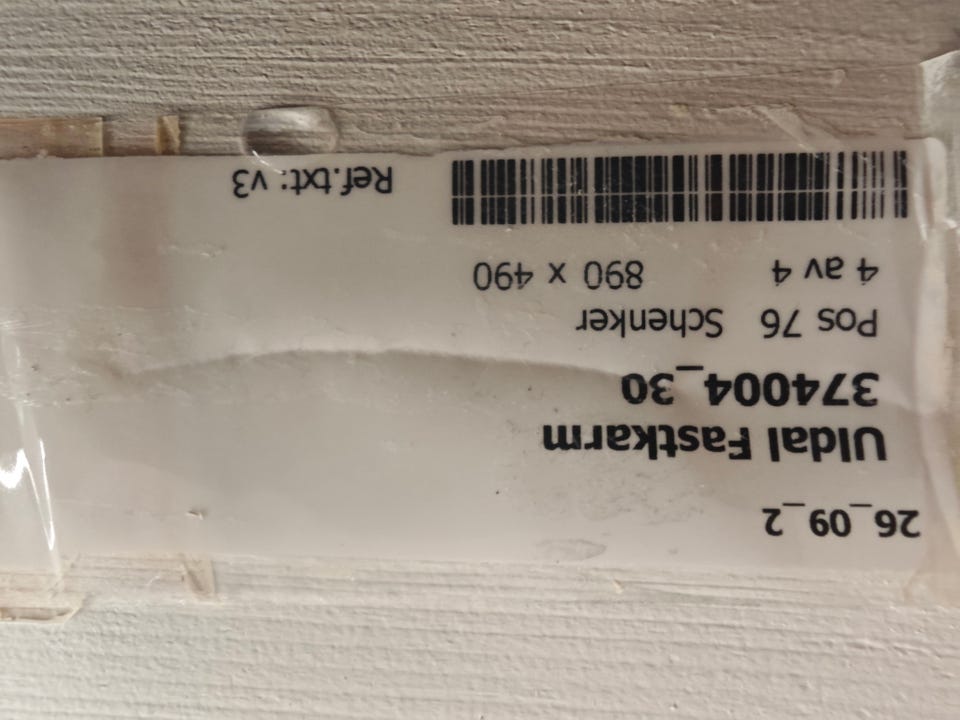 26_09_2
Uldal Fastkarm
374004_30
Pos 76 Schenker
4 av 4 890 x 490
Ref.txt: v3